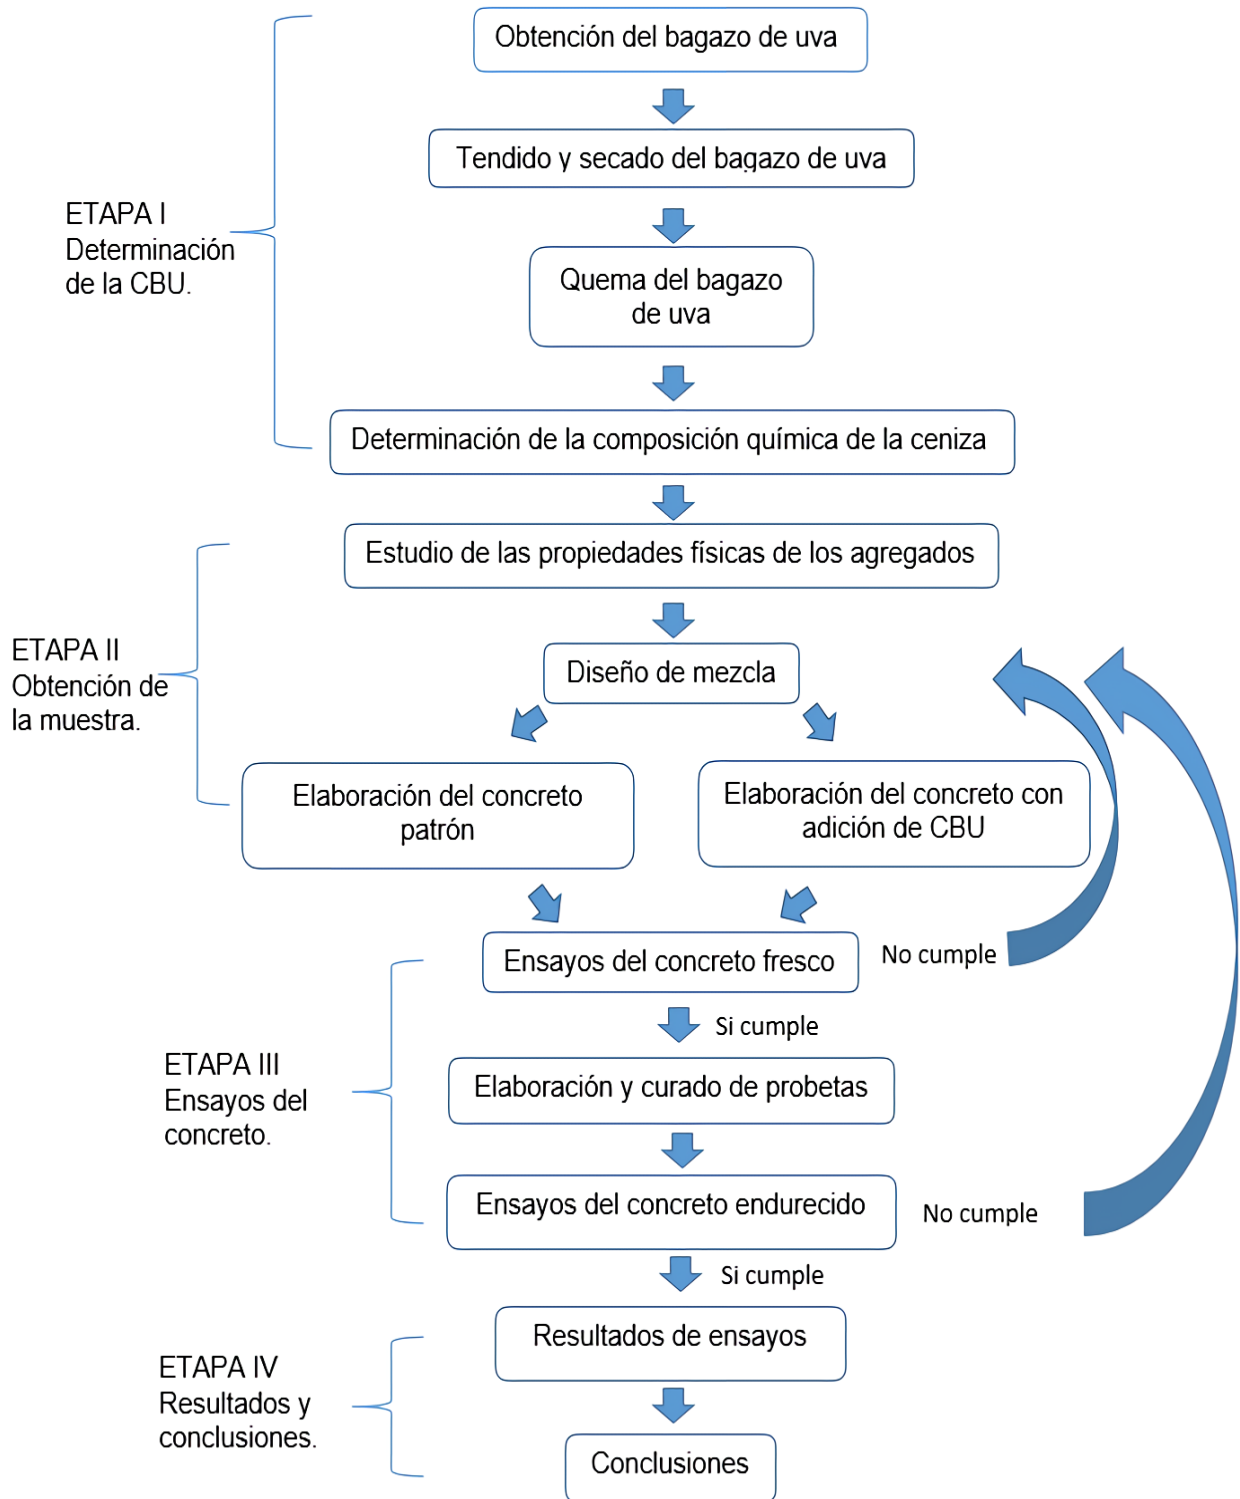 Obtención del bagazo de uva
Tendido y secado del bagazo de uva
ETAPA I
Determinación
de la CBU.
Quema del bagazo
de uva
Determinación de la composición química de la ceniza
Estudio de las propiedades físicas de los agregados
ETAPA II
Obtención de
la muestra.
Diseño de mezcla
Elaboración del concreto
patrón
Elaboración del concreto con
adición de CBU
Ensayos del concreto fresco
No cumple
Si cumple
ETAPA III
Ensayos del
concreto.
Elaboración y curado de probetas
Ensayos del concreto endurecido
No cumple
Si cumple
Resultados de ensayos
ETAPA IV
Resultados y
conclusiones.
Conclusiones